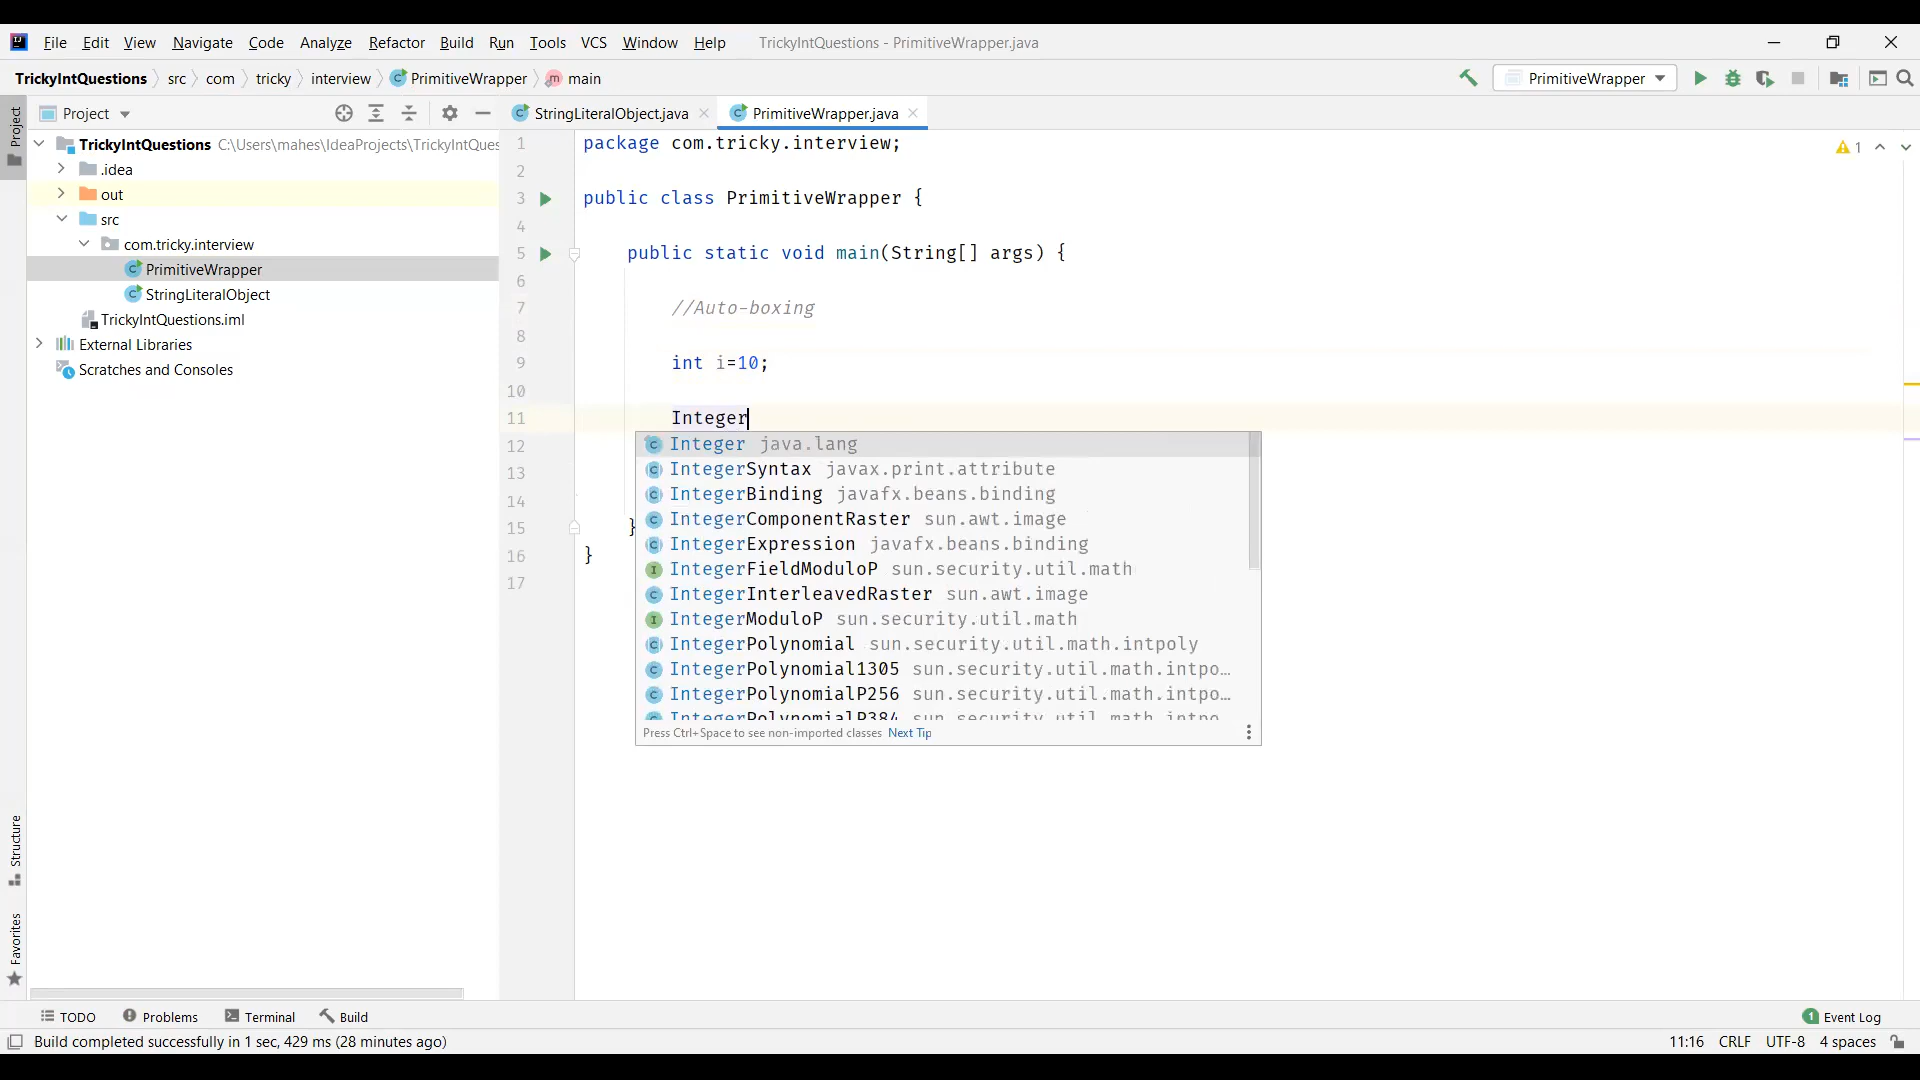 File Edit View Navigate Code Analyze Refactor Build Run Tools VCS Window Help TrickyIntQuestions - PrimitiveWrapper.java
TrickyIntQuestions src com tricky interview PrimitiveWrapper main PrimitiveWrapper
Project StringLiteralObject.java PrimitiveWrapper.java
Project
TrickyIntQuestions C:\Users\mahes\IdeaProjects\TrickyIntQues
.idea
out
src
com.tricky.interview
PrimitiveWrapper
StringLiteralObject
TrickyIntQuestions.iml
External Libraries
Scratches and Consoles
Structure
Favorites
1 package com.tricky.interview;
2
3 public class PrimitiveWrapper {
4
5 public static void main(String[] args) {
6
7 //Auto-boxing
8
9 int i=10;
10
11 Integer
12
13
14
15 }
16 }
17
1
Integer java.lang
IntegerSyntax javax.print.attribute
IntegerBinding javafx.beans.binding
IntegerComponentRaster sun.awt.image
IntegerExpression javafx.beans.binding
IntegerFieldModuloP sun.security.util.math
IntegerInterleavedRaster sun.awt.image
IntegerModuloP sun.security.util.math
IntegerPolynomial sun.security.util.math.intpoly
IntegerPolynomial1305 sun.security.util.math.intpo…
IntegerPolynomialP256 sun.security.util.math.intpo…
IntegerPolynomialP384 sun.security.util.math.intpo…
Press Ctrl+Space to see non-imported classes Next Tip
TODO Problems Terminal Build 1 Event Log
Build completed successfully in 1 sec, 429 ms (28 minutes ago) 11:16 CRLF UTF-8 4 spaces